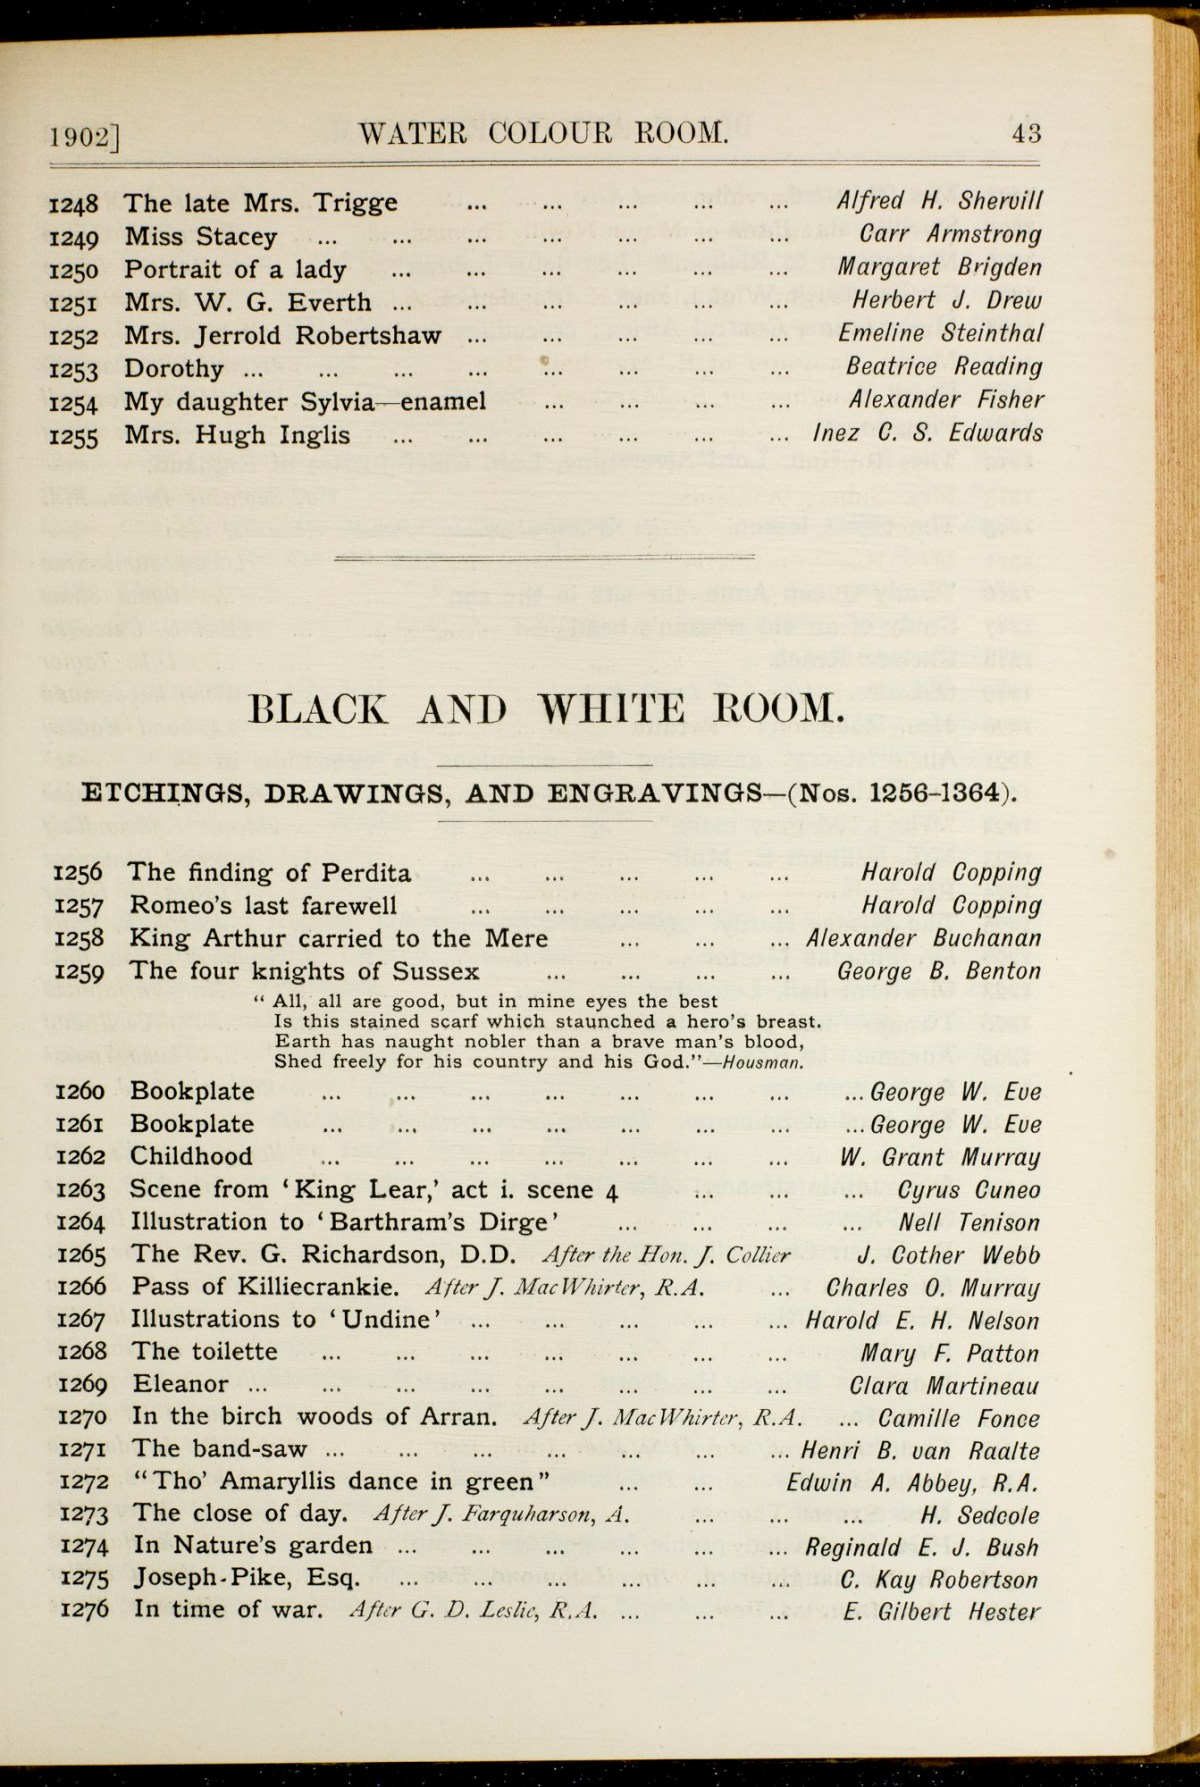 1902] WATER COLOUR ROOM. 43
1248 The late Mrs. Trigge ... ... ... ... ... Alfred H. Shervill
1249 Miss Stacey ... ... ... ... ... ... ... Carr Armstrong
1250 Portrait of a lady ... ... ... ... ... ... Margaret Brigden
1251 Mrs. W. G. Everth ... ... ... ... ... ... Herbert J. Drew
1252 Mrs. Jerrold Robertshaw ... ... ... ... ... Emeline Steinthal
1253 Dorothy ... ... ... ... ... ... ... ... Beatrice Reading
1254 My daughter Sylvia—enamel ... ... ... ... Alexander Fisher
1255 Mrs. Hugh Inglis ... ... ... ... ... ... Inez C. S. Edwards
BLACK AND WHITE ROOM.
ETCHINGS, DRAWINGS, AND ENGRAVINGS—(Nos. 1256–1364).
1256 The finding of Perdita ... ... ... ... ... Harold Copping
1257 Romeo's last farewell ... ... ... ... ... Harold Copping
1258 King Arthur carried to the Mere ... ... ... Alexander Buchanan
1259 The four knights of Sussex ... ... ... ... George B. Benton
“ All, all are good, but in mine eyes the best
Is this stained scarf which staunched a hero's breast.
Earth has naught nobler than a brave man's blood,
Shed freely for his country and his God.”—Housman.
1260 Bookplate ... ... ... ... ... ... ... ... George W. Eve
1261 Bookplate ... ... ... ... ... ... ... ... George W. Eve
1262 Childhood ... ... ... ... ... ... ... W. Grant Murray
1263 Scene from ‘King Lear,’ act i. scene 4 ... ... ... Cyrus Cuneo
1264 Illustration to ‘Barthram's Dirge’ ... ... ... ... Nell Tenison
1265 The Rev. G. Richardson, D.D. After the Hon. J. Collier J. Cother Webb
1266 Pass of Killiecrankie. After J. MacWhirter, R.A. ... Charles O. Murray
1267 Illustrations to ‘Undine’ ... ... ... ... ... Harold E. H. Nelson
1268 The toilette ... ... ... ... ... ... ... Mary F. Patton
1269 Eleanor ... ... ... ... ... ... ... ... Clara Martineau
1270 In the birch woods of Arran. After J. MacWhirter, R.A. ... Camille Fonce
1271 The band-saw ... ... ... ... ... ... ... Henri B. van Raalte
1272 “Tho' Amaryllis dance in green” ... ... Edwin A. Abbey, R.A.
1273 The close of day. After J. Farquharson, A. ... ... ... H. Sedcole
1274 In Nature's garden ... ... ... ... ... ... Reginald E. J. Bush
1275 Joseph-Pike, Esq. ... ... ... ... ... ... C. Kay Robertson
1276 In time of war. After G. D. Leslie, R.A. ... ... ... E. Gilbert Hester